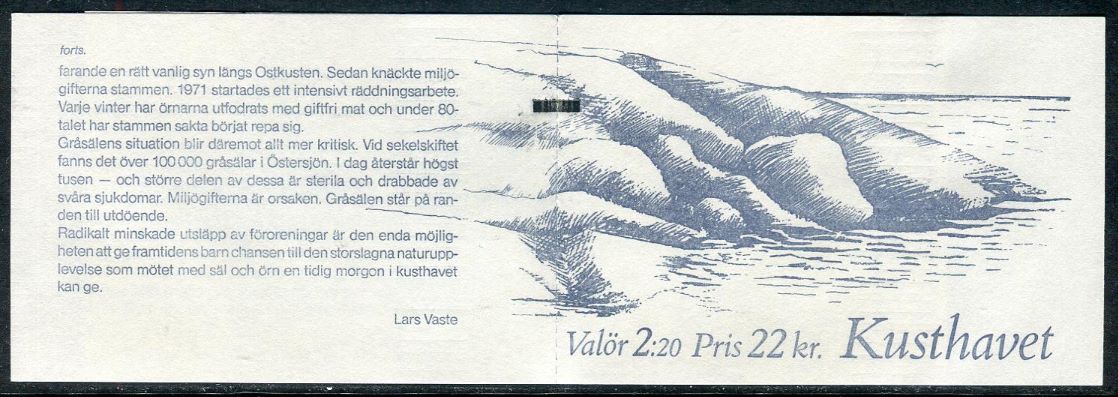 forts.
farande en rätt vanlig syn längs Ostkusten. Sedan knäckte miljö-
gifterna stammen. 1971 startades ett intensivt räddningsarbete.
Varje vinter har örnarna utfodrats med giftfri mat och under 80-
talet har stammen sakta börjat repa sig.
Gråsälens situation blir däremot allt mer kritisk. Vid sekelskiftet
fanns det över 100 000 gråsälar i Östersjön. I dag återstår högst
tusen — och större delen av dessa är sterila och drabbade av
svåra sjukdomar. Miljögifterna är orsaken. Gråsälen står på ran-
den till utdöende.
Radikalt minskade utsläpp av föroreningar är den enda möjlig-
heten att ge framtidens barn chansen till den storslagna naturupp-
levelse som mötet med säl och örn en tidig morgon i kusthavet
kan ge.
Lars Vaste
Valör 2:20 Pris 22 kr. Kusthavet